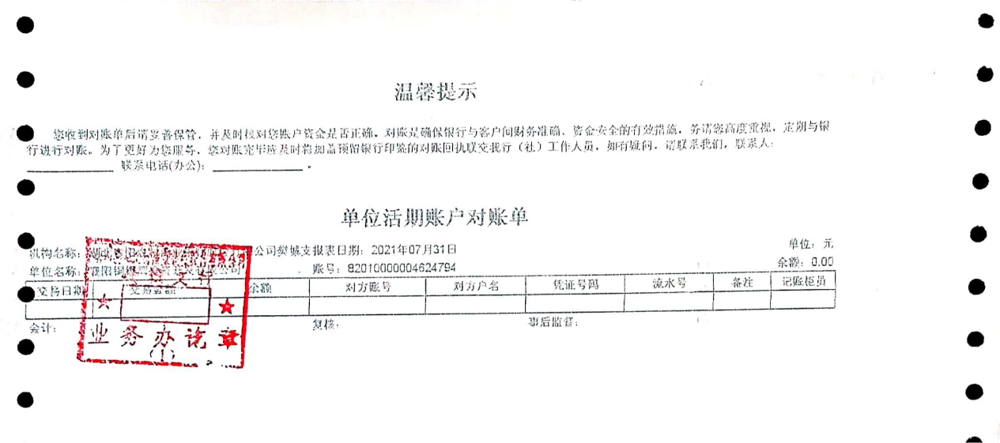 温馨提示
您收到对账单后请妥善保管，并及时核对您账户资金是否正确。对账是确保银行与客户间财务准确、资金安全的有效措施，务请您高度重视，定期与银
行进行对账。为了更好为您服务，您对账完毕应及时将加盖预留银行印鉴的对账回执联交我行（社）工作人员，如有疑问，请联系我们，联系人：
联系电话(办公)：。
单位活期账户对账单
单位：元
机构名称：公司樊城支报表日期：2021年07月31日
余额：0.00
单位名称：襄阳 公司 账号：82010000004624794
交易日期 交易金额 余额 对方账号 对方户名 凭证号码 流水号 备注 记账柜员
会计： 复核： 事后监督：
业务办讫章
(1)